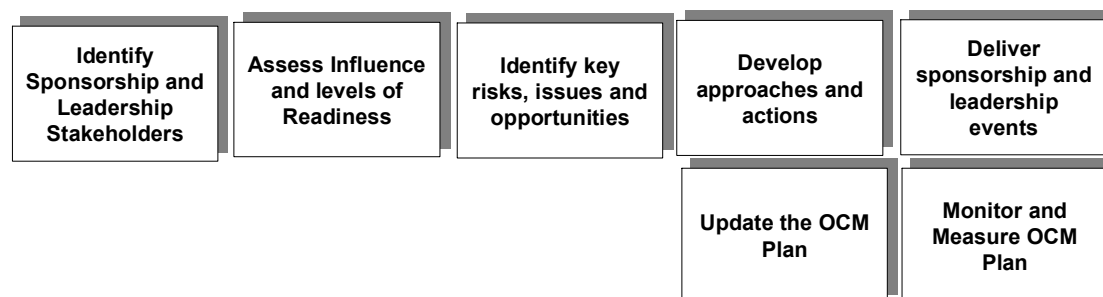 Identify
Sponsorship and
Leadership
Stakeholders
Assess Influence
and levels of
Readiness
Identify key
risks, issues and
opportunities
Develop
approaches and
actions
Deliver
sponsorship and
leadership
events
Update the OCM
Plan
Monitor and
Measure OCM
Plan